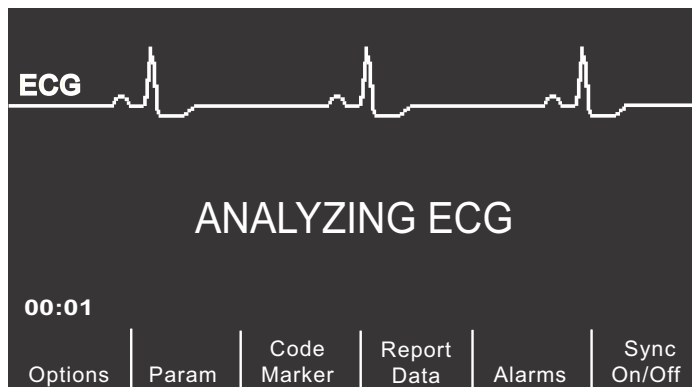 ECG
ANALYZING ECG
00:01
Options
Param
Code
Marker
Report
Data
Alarms
Sync
On/Off